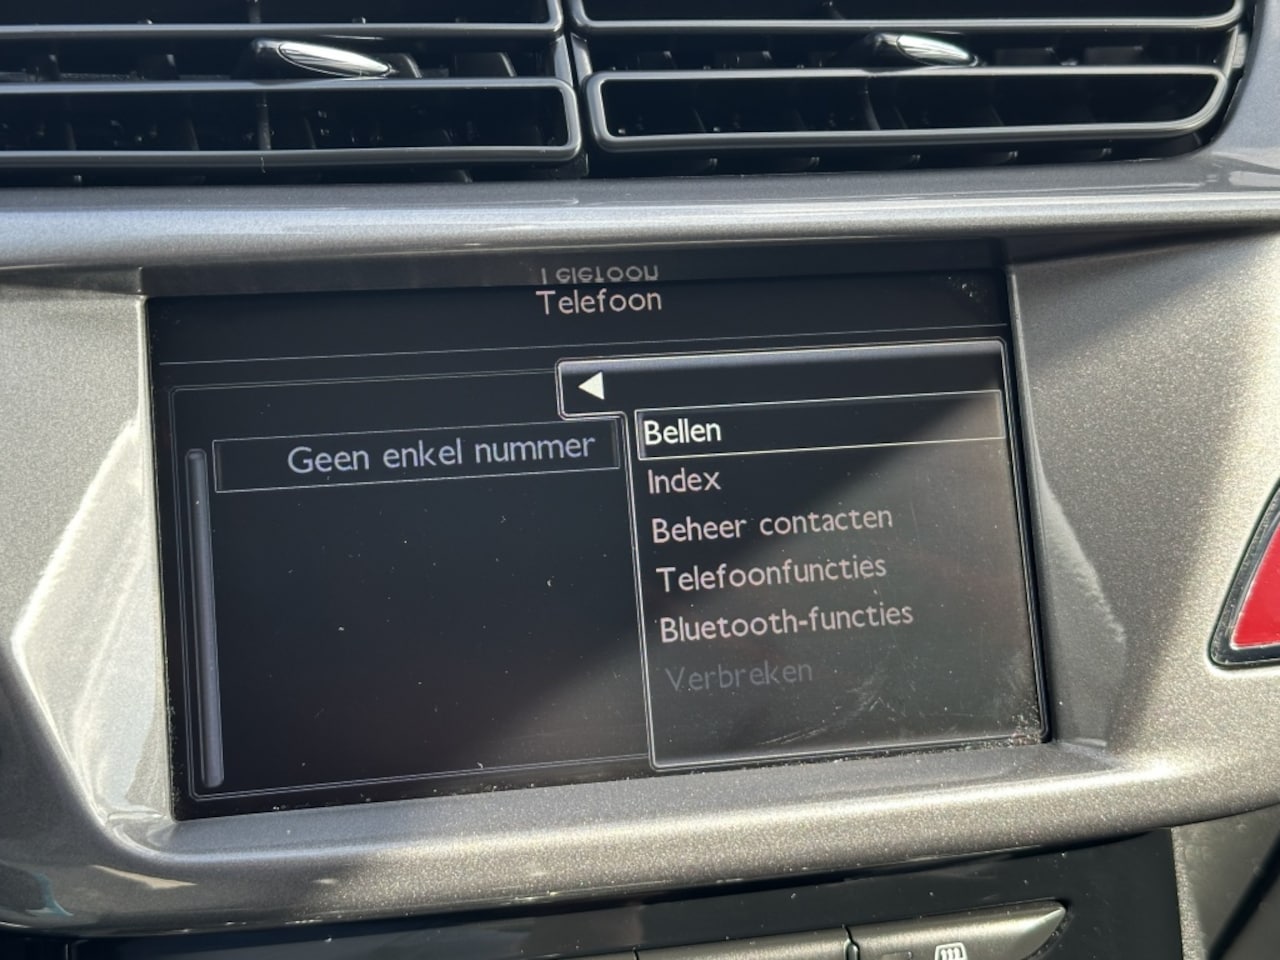 Telefoon
Geen enkel nummer
Bellen
Index
Beheer contacten
Telefoonfuncties
Bluetooth-functies
Verbreken